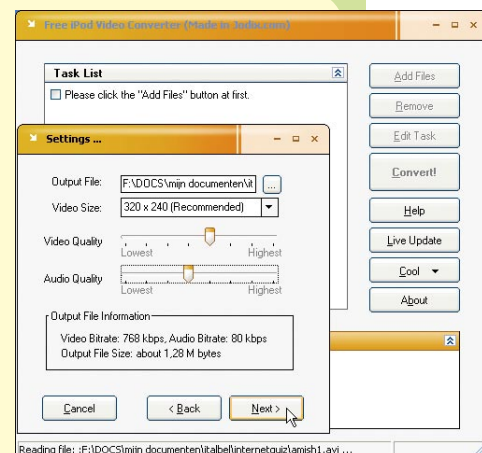 Free iPod Video Converter (Made in Jodix.com)
Task List
Please click the "Add Files" button at first.
Add Files
Remove
Edit Task
Convert!
Help
Live Update
Cool
About
Settings ...
Output File: F:\DOCS\mijn documenten\it ...
Video Size: 320 x 240 (Recommended)
Video Quality
Lowest Highest
Audio Quality
Lowest Highest
Output File Information
Video Bitrate: 768 kbps, Audio Bitrate: 80 kbps
Output File Size: about 1,28 M bytes
Cancel
< Back
Next >
Reading file: :F:\DOCS\mijn documenten\italbel\internetquiz\amish1.avi ...